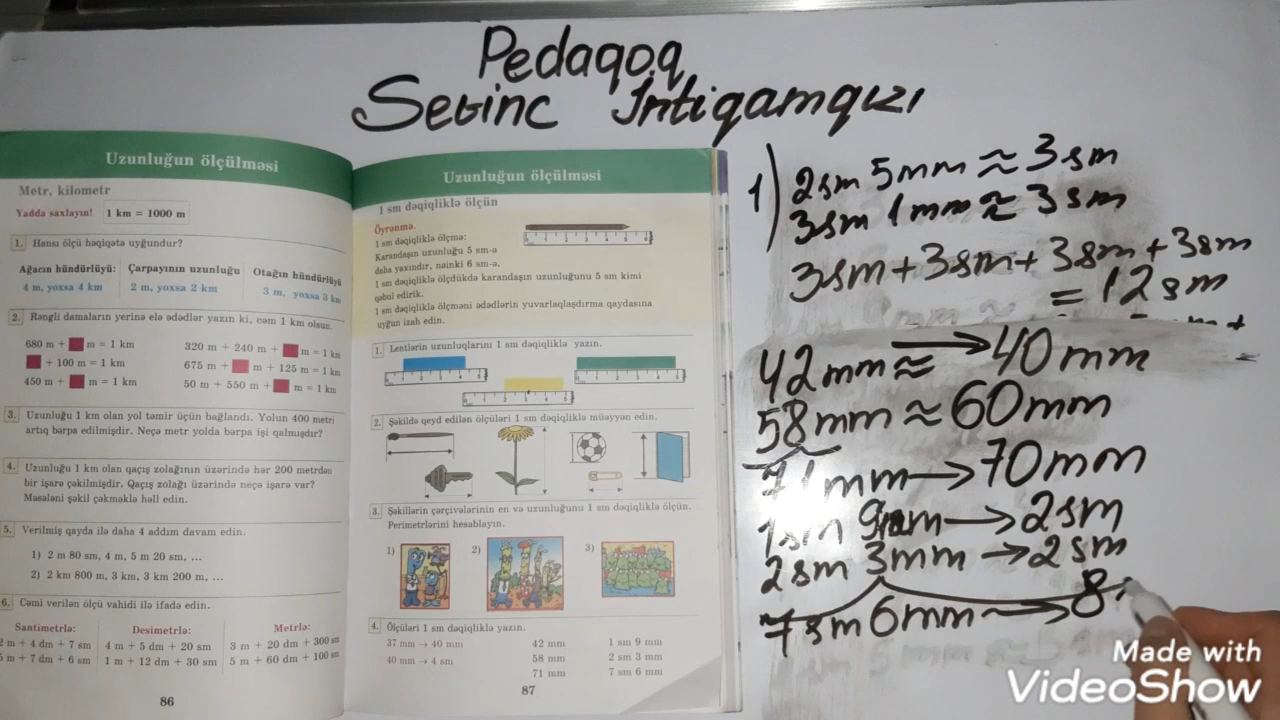 Pedaqoq
Sevinc İntiqamqızı
Uzunluğun ölçülməsi
Metr, kilometr
Yadda saxlayın! 1 km = 1000 m
1. Hansı ölçü həqiqətə uyğundur?
Ağacın hündürlüyü: Çarpayının uzunluğu Otağın hündürlüyü
4 m, yoxsa 4 km 2 m, yoxsa 2 km 3 m, yoxsa 3 km
2. Rəngli damaların yerinə elə ədədlər yazın ki, cəm 1 km olsun.
680 m + m = 1 km 320 m + 240 m + m = 1 km
+ 100 m = 1 km 675 m + m + 125 m = 1 km
450 m + m = 1 km 50 m + 550 m + m = 1 km
3. Uzunluğu 1 km olan yol təmir üçün bağlandı. Yolun 400 metri
artıq bərpa edilmişdir. Neçə metr yolda bərpa işi qalmışdır?
4. Uzunluğu 1 km olan qaçış zolağının üzərində hər 200 metrdən
bir işarə çəkilmişdir. Qaçış zolağı üzərində neçə işarə var?
Məsələni şəkil çəkməklə həll edin.
5. Verilmiş qayda ilə daha 4 addım davam edin.
1) 2 m 80 sm, 4 m, 5 m 20 sm, ...
2) 2 km 800 m, 3 km, 3 km 200 m, ...
6. Cəmi verilən ölçü vahidi ilə ifadə edin.
Santimetrlə: Desimetrlə: Metrlə:
2 m + 4 dm + 7 sm 4 m + 5 dm + 20 sm 3 m + 20 dm + 300 sm
5 m + 7 dm + 6 sm 1 m + 12 dm + 30 sm 5 m + 60 dm + 100 sm
86
Uzunluğun ölçülməsi
1 sm dəqiqliklə ölçün
Öyrənmə.
1 sm dəqiqliklə ölçmə:
Karandaşın uzunluğu 5 sm-ə
daha yaxındır, nəinki 6 sm-ə.
1 sm dəqiqliklə ölçdükdə karandaşın uzunluğunu 5 sm kimi
qəbul edirik.
1 sm dəqiqliklə ölçməni ədədlərin yuvarlaqlaşdırma qaydasına
uyğun izah edin.
1. Lentlərin uzunluqlarını 1 sm dəqiqliklə yazın.
2. Şəkildə qeyd edilən ölçüləri 1 sm dəqiqliklə müəyyən edin.
3. Şəkillərin çərçivələrinin en və uzunluğunu 1 sm dəqiqliklə ölçün.
Perimetrlərini hesablayın.
1) 2) 3)
4. Ölçüləri 1 sm dəqiqliklə yazın.
37 mm → 40 mm 42 mm 1 sm 9 mm
40 mm → 4 sm 58 mm 2 sm 3 mm
71 mm 7 sm 6 mm
87
1) 2sm 5mm ≈ 3sm
3sm 1mm ≈ 3sm
3sm + 3sm + 3sm + 3sm
= 12sm
42mm ≈ → 40mm
58mm ≈ 60mm
71mm → 70mm
1sm 9mm → 2sm
2sm 3mm → 2sm
7sm 6mm → 8
Made with
VideoShow